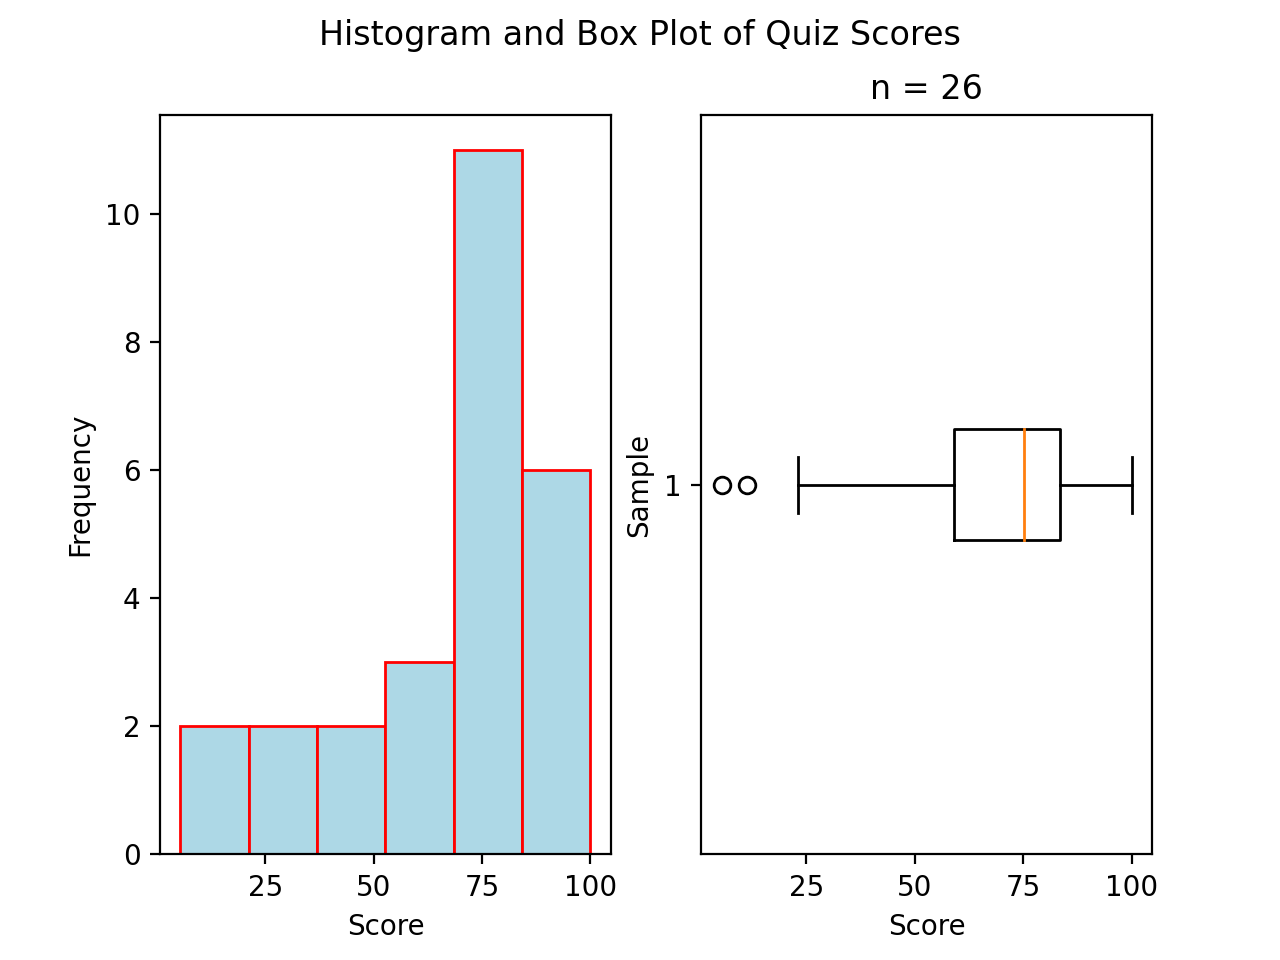 Histogram and Box Plot of Quiz Scores
n = 26
Frequency
10
8
6
4
2
0
25 50 75 100
Score
Sample
1
25 50 75 100
Score